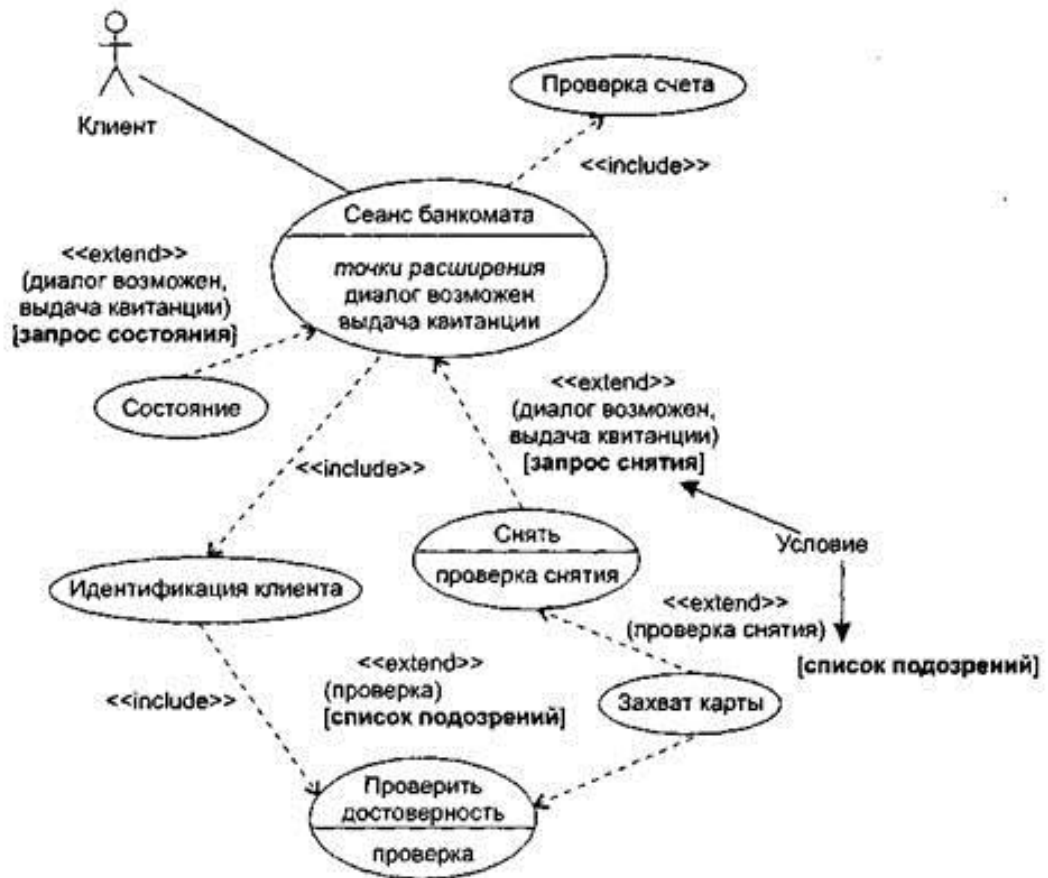 Клиент
Проверка счета
<<include>>
Сеанс банкомата
точки расширения
диалог возможен
выдача квитанции
<<extend>>
(диалог возможен,
выдача квитанции)
[запрос состояния]
Состояние
<<include>>
<<extend>>
(диалог возможен,
выдача квитанции)
[запрос снятия]
Условие
Снять
проверка снятия
Идентификация клиента
<<extend>>
(проверка снятия)
[список подозрений]
<<include>>
<<extend>>
(проверка)
[список подозрений]
Захват карты
Проверить
достоверность
проверка